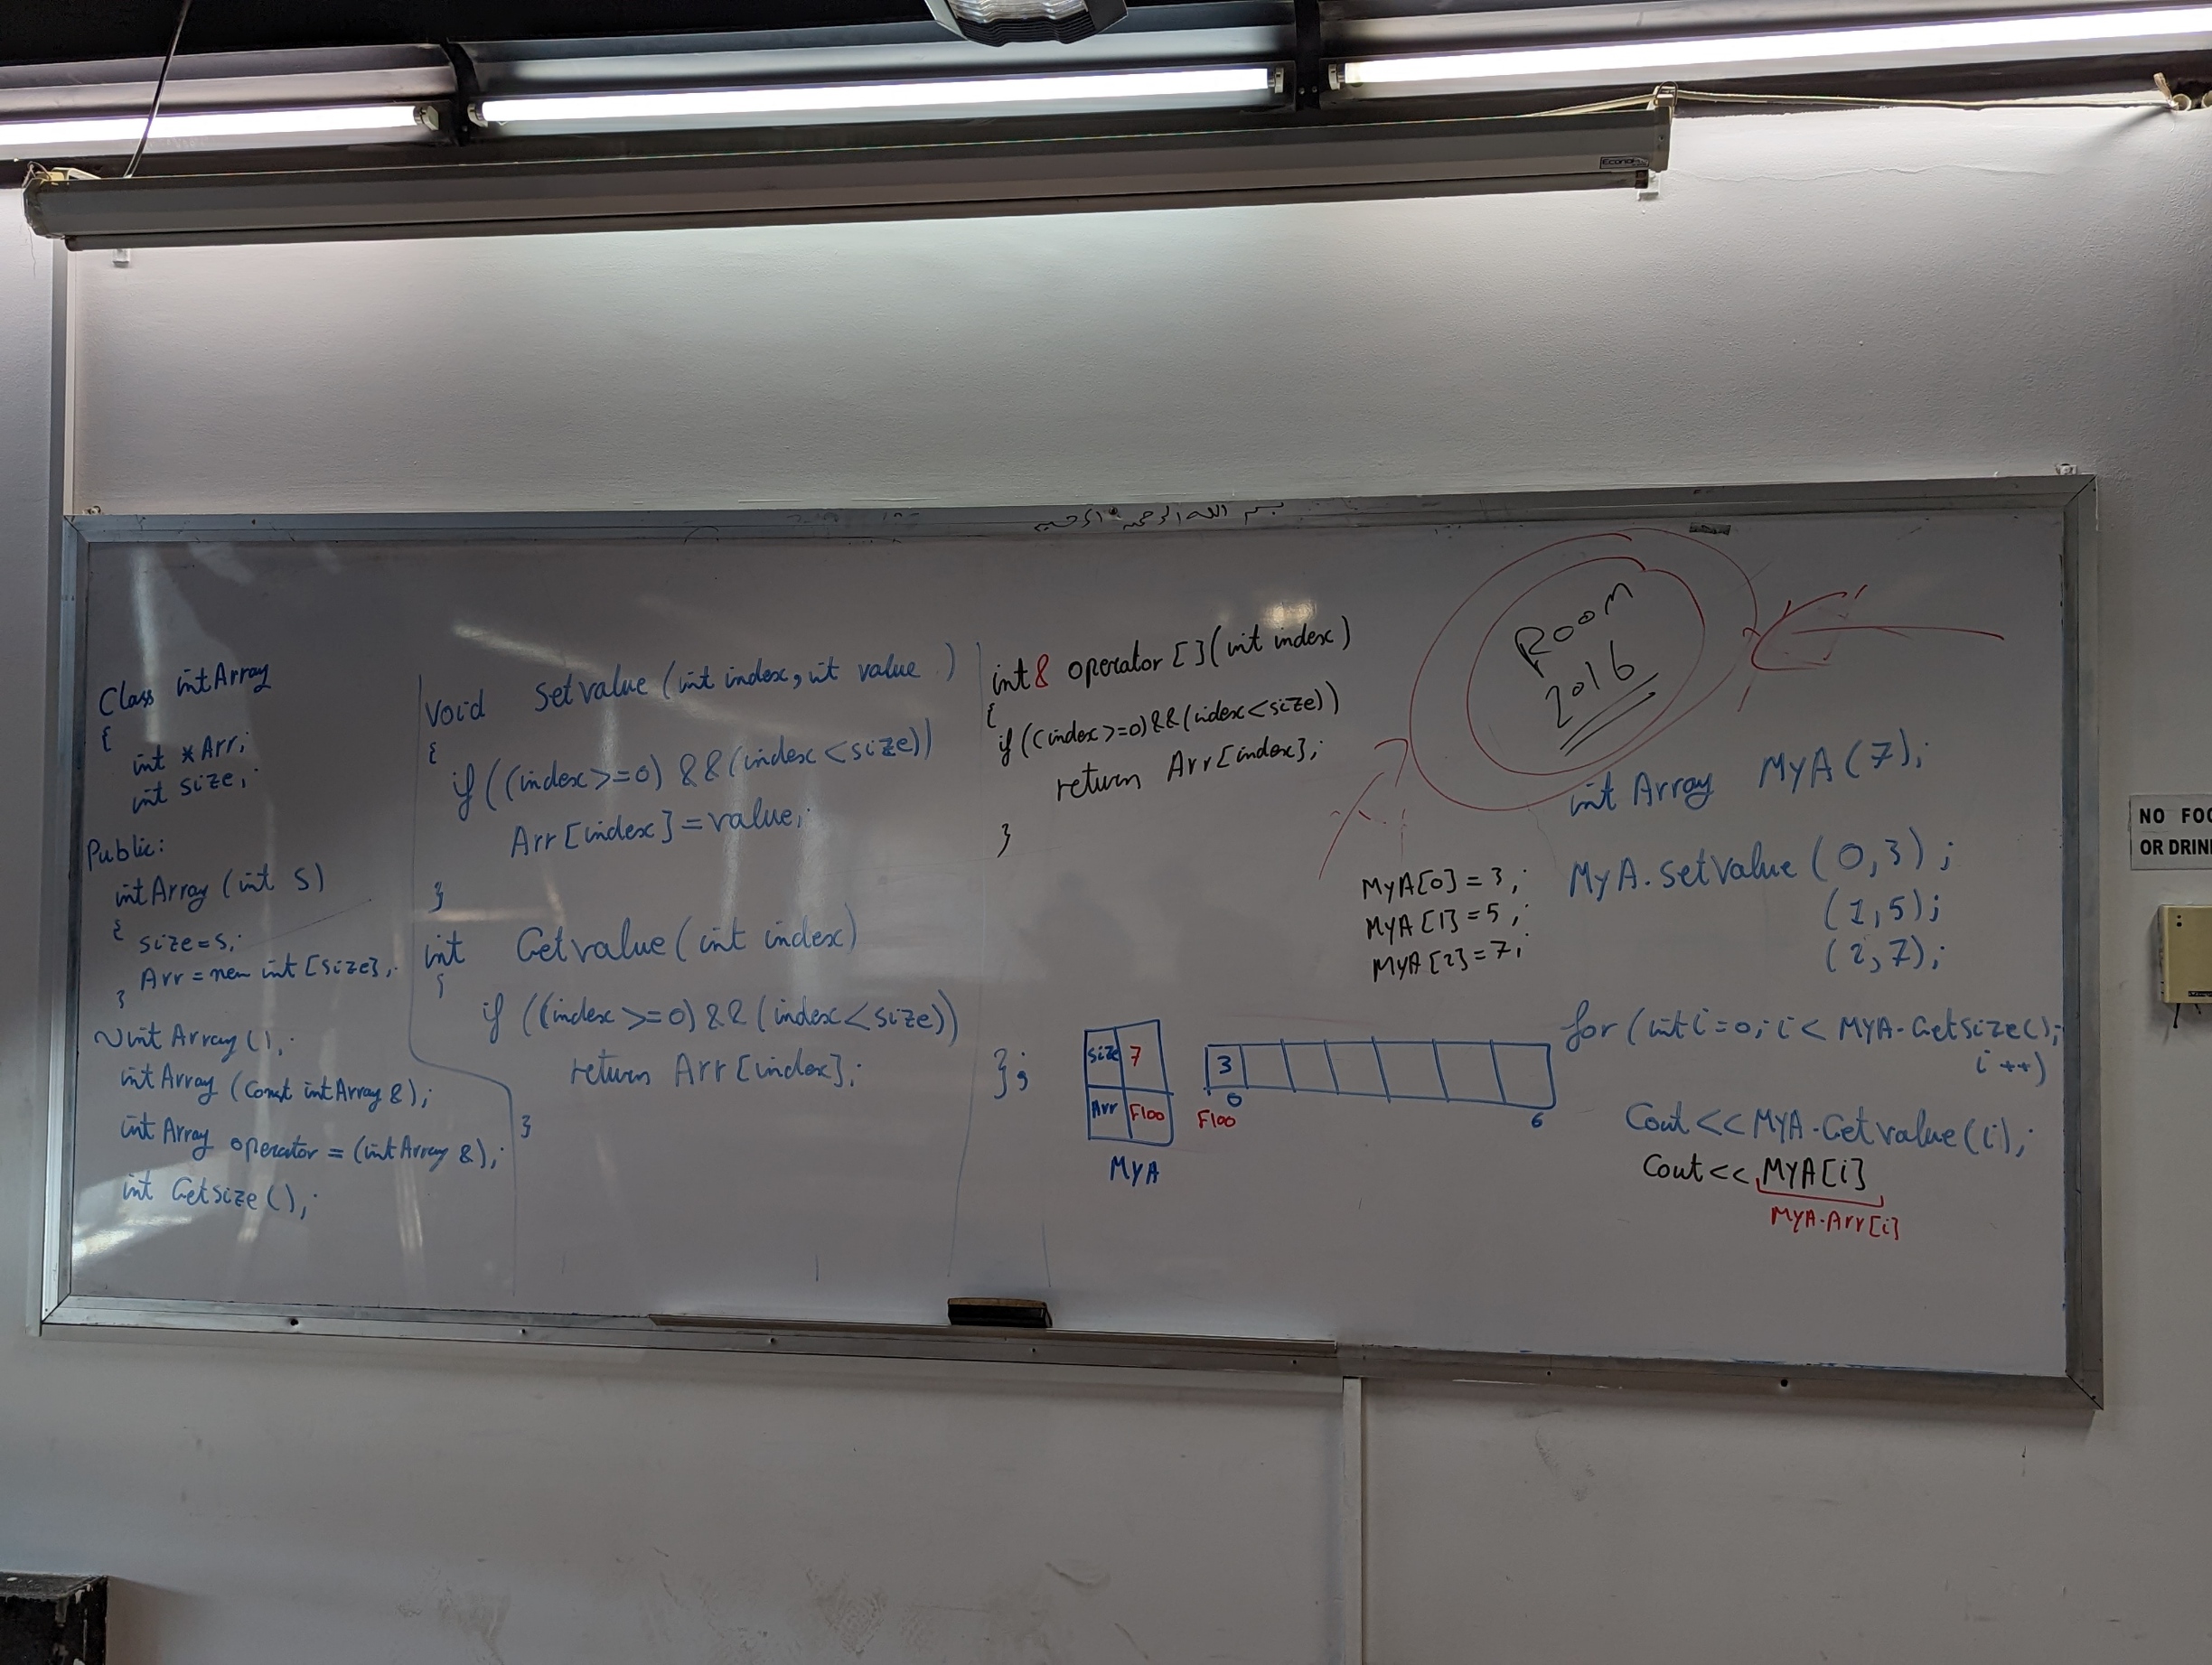 Econo
بسم الله الرحمن الرحيم
Class intArray
{
int *Arr;
int size;
Public:
intArray (int S)
{
size=s;
Arr = new int [size];
}
~intArray ();
intArray (Const intArray &);
intArray operator = (intArray &);
int Getsize ();
Void Setvalue (int index, int value )
{
if ((index >=0) && (index < size))
Arr [index] = value;
}
int Getvalue (int index)
{
if ((index >=0) && (index < size))
return Arr [index];
}
int& operator [] (int index)
{
if ((index >=0) && (index < size))
return Arr [index];
}
};
ROOM
2016
intArray MyA (7);
MyA[0] = 3;
MyA[1] = 5;
MyA[2] = 7;
MyA.setValue (0,3);
(1,5);
(2,7);
for (int i=0; i < MYA.Getsize();
i ++)
Cout << MYA.Getvalue(i);
Cout << MYA[i]
MYA.Arr[i]
size 7
Arr F100
MYA
3
0
6
F100
NO FOO
OR DRIN